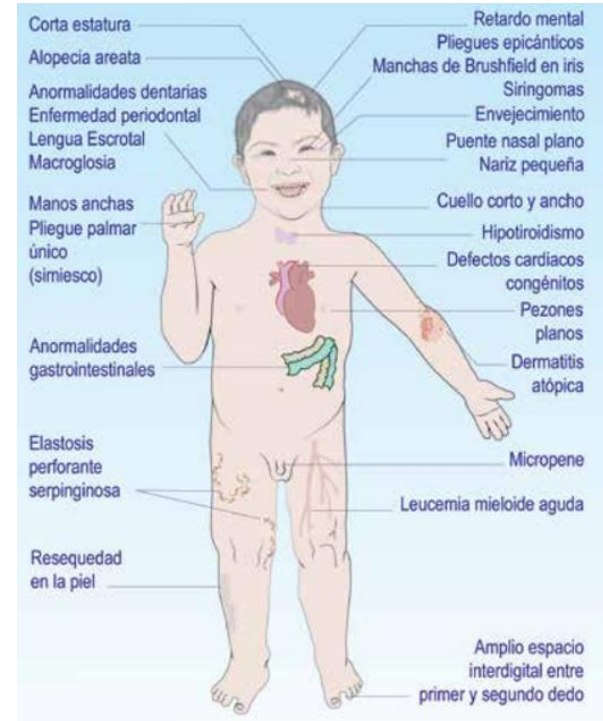 Corta estatura
Alopecia areata
Anormalidades dentarias
Enfermedad periodontal
Lengua Escrotal
Macroglosia
Manos anchas
Pliegue palmar
único
(simiesco)
Anormalidades
gastrointestinales
Elastosis
perforante
serpinginosa
Resequedad
en la piel
Retardo mental
Pliegues epicánticos
Manchas de Brushfield en iris
Siringomas
Envejecimiento
Puente nasal plano
Nariz pequeña
Cuello corto y ancho
Hipotiroidismo
Defectos cardiacos
congénitos
Pezones
planos
Dermatitis
atópica
Micropene
Leucemia mieloide aguda
Amplio espacio
interdigital entre
primer y segundo dedo